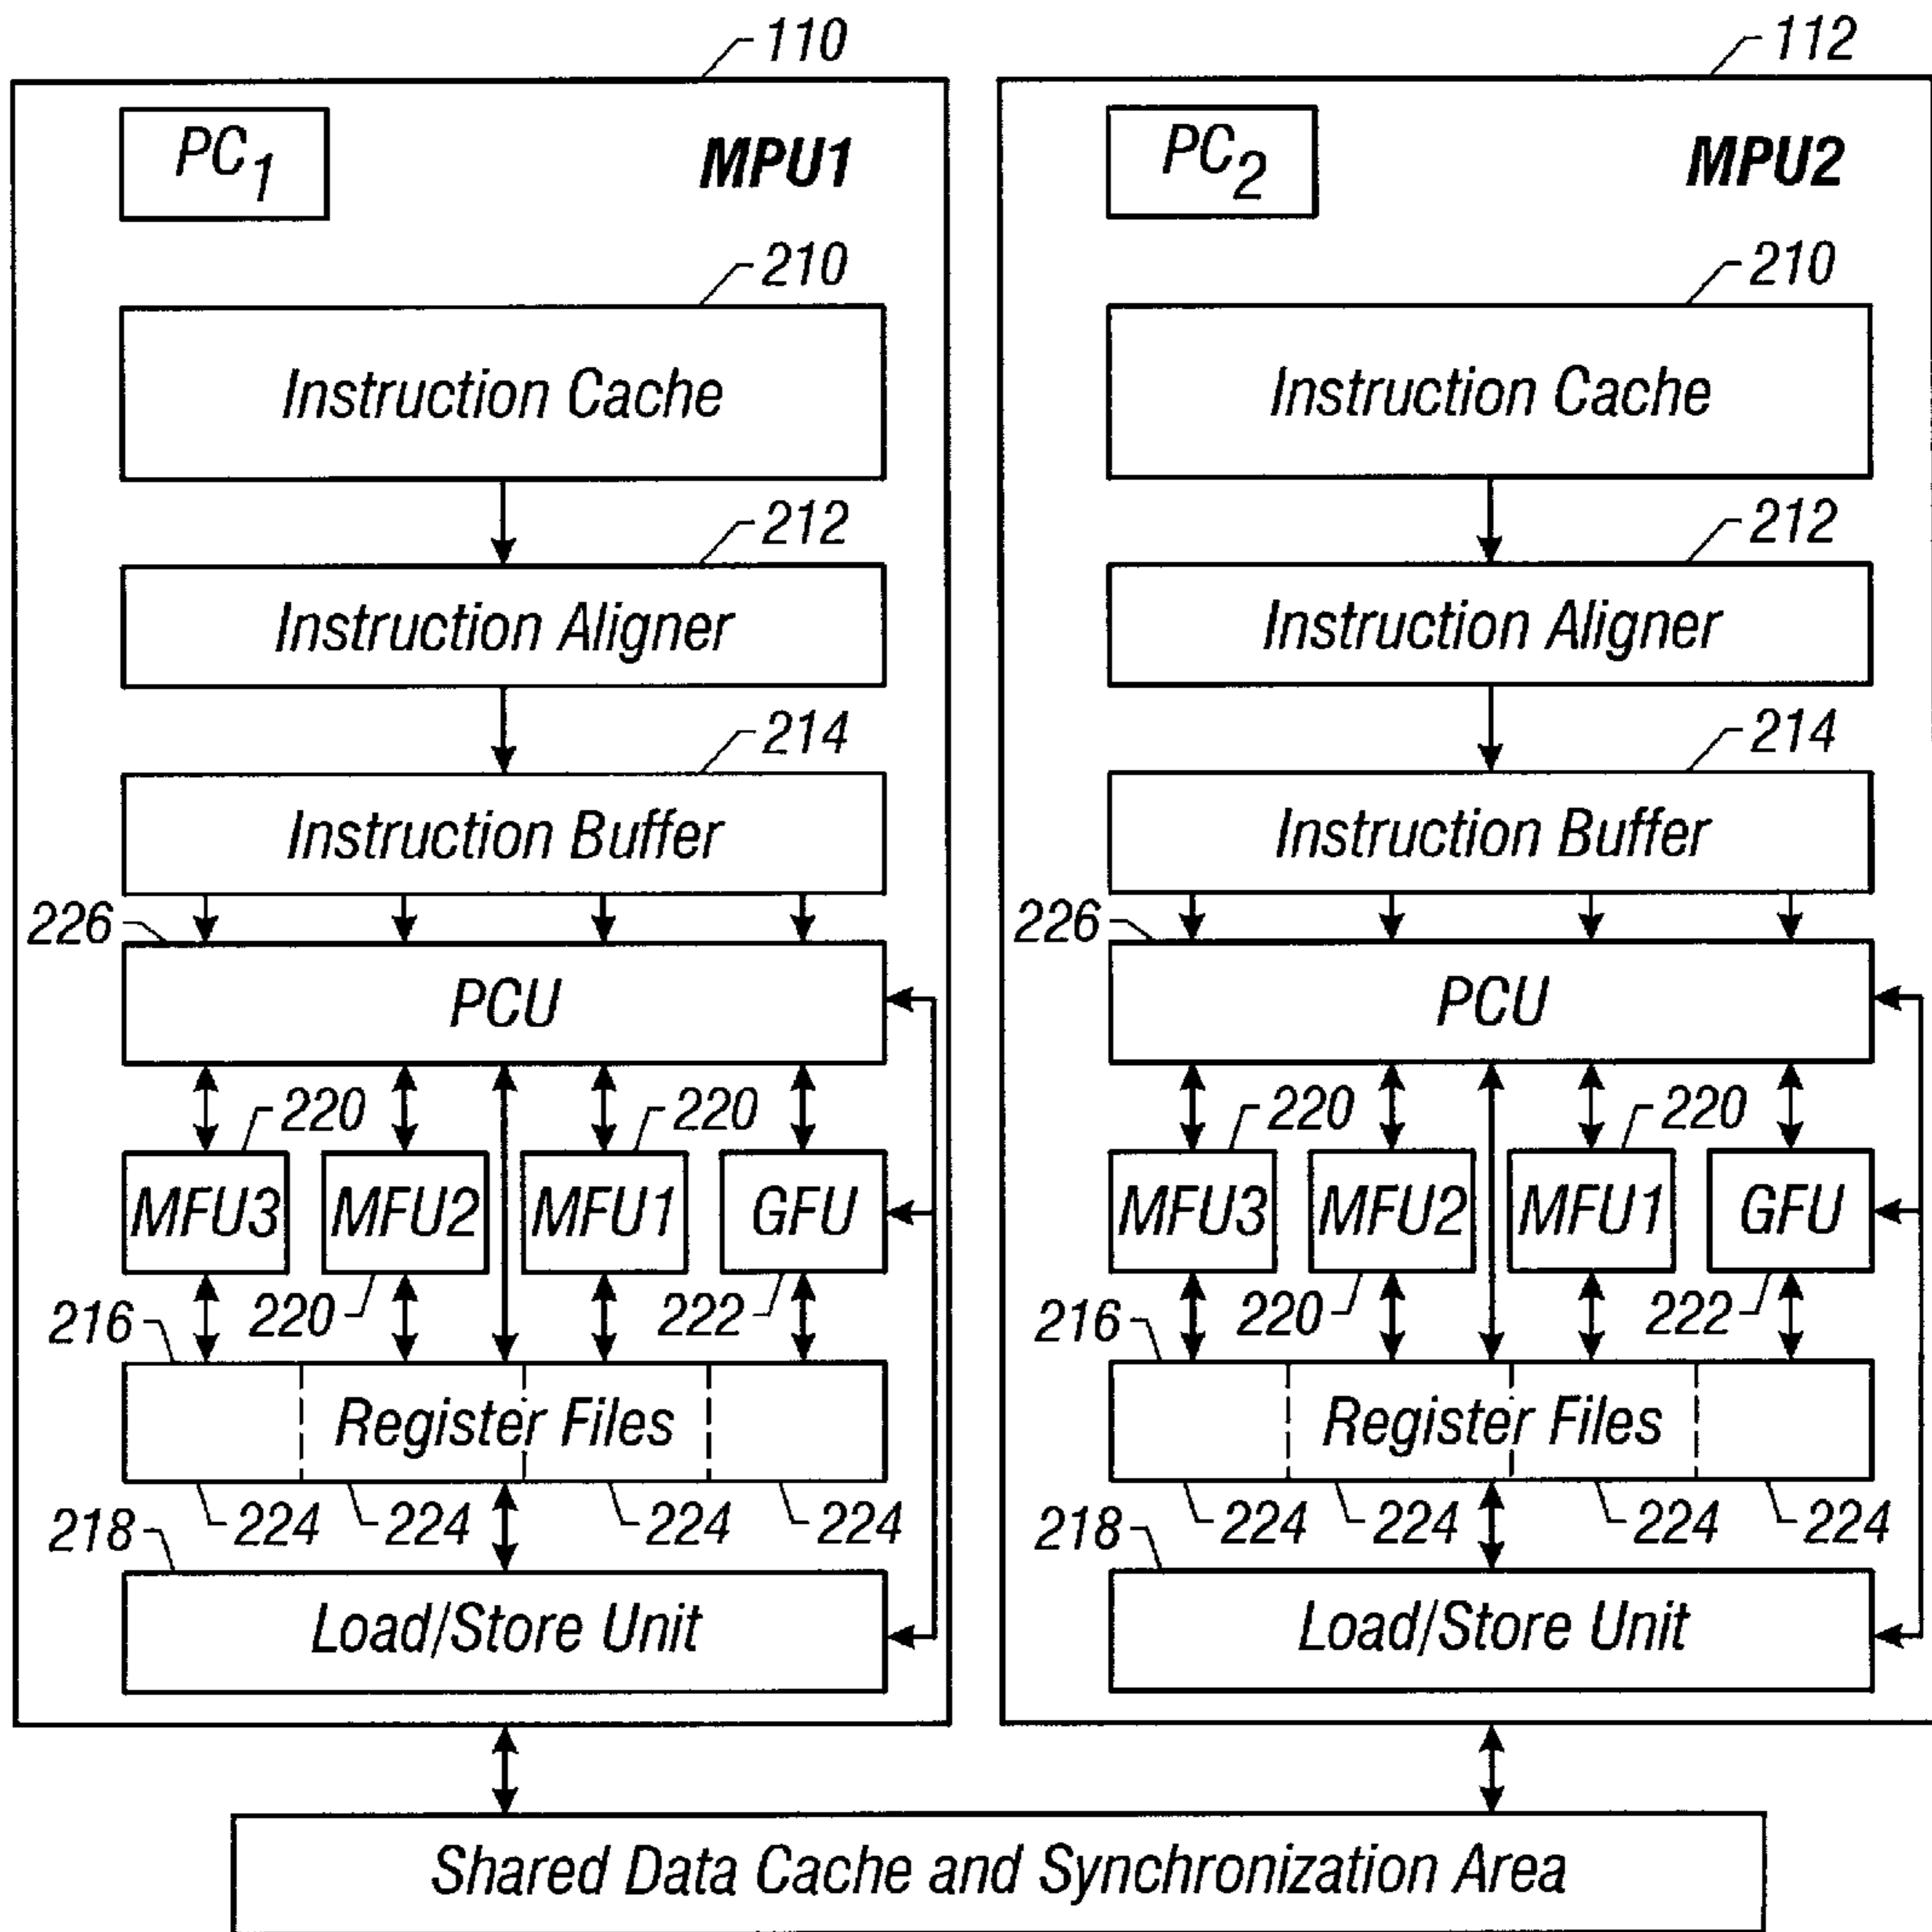 110
PC1
MPU1
210
Instruction Cache
212
Instruction Aligner
214
Instruction Buffer
226
PCU
220
220
MFU3
MFU2
MFU1
GFU
220
222
216
Register Files
224
224
224
224
218
Load/Store Unit
112
PC2
MPU2
210
Instruction Cache
212
Instruction Aligner
214
Instruction Buffer
226
PCU
220
220
MFU3
MFU2
MFU1
GFU
220
222
216
Register Files
224
224
224
224
218
Load/Store Unit
Shared Data Cache and Synchronization Area